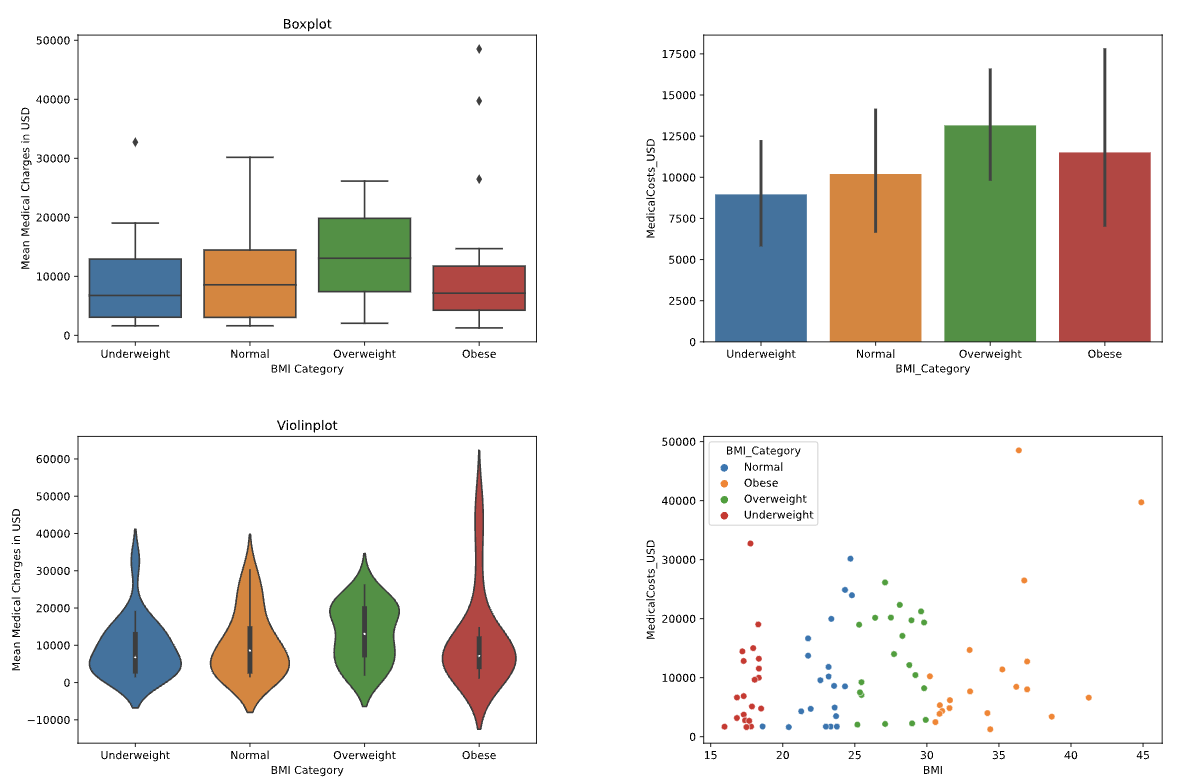 Boxplot
50000
40000
30000
20000
10000
0
Mean Medical Charges in USD
Underweight Normal Overweight Obese
BMI Category
17500
15000
12500
10000
7500
5000
2500
0
MedicalCosts_USD
Underweight Normal Overweight Obese
BMI_Category
Violinplot
60000
50000
40000
30000
20000
10000
0
−10000
Mean Medical Charges in USD
Underweight Normal Overweight Obese
BMI Category
50000
40000
30000
20000
10000
0
MedicalCosts_USD
BMI_Category
Normal
Obese
Overweight
Underweight
15 20 25 30 35 40 45
BMI